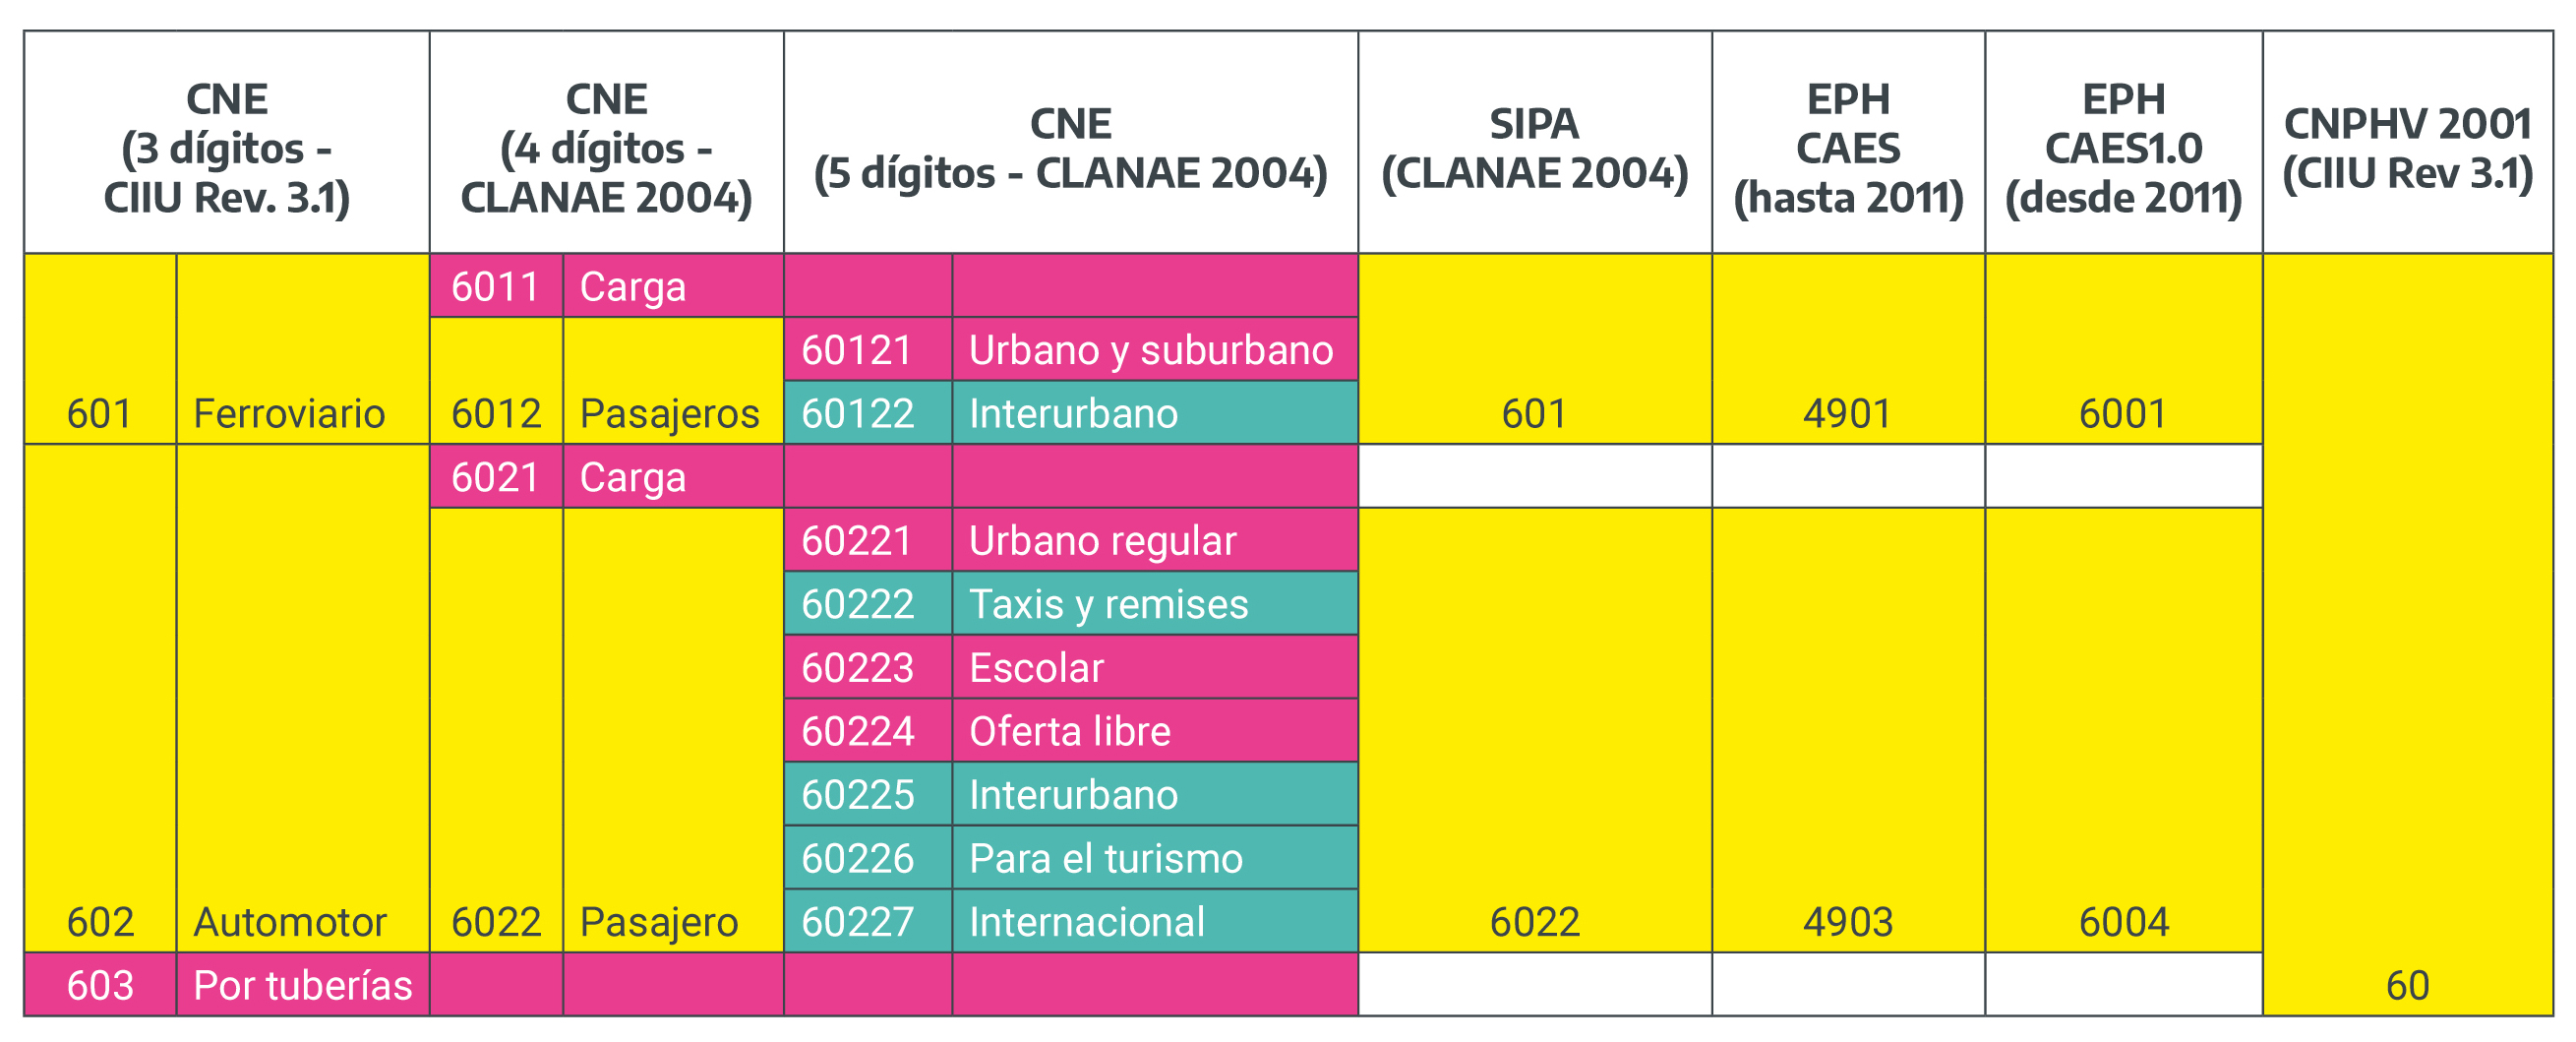 CNE
(3 dígitos -
CIIU Rev. 3.1)
CNE
(4 dígitos -
CLANAE 2004)
CNE
(5 dígitos - CLANAE 2004)
SIPA
(CLANAE 2004)
EPH
CAES
(hasta 2011)
EPH
CAES1.0
(desde 2011)
CNPHV 2001
(CIIU Rev 3.1)
6011 Carga
60121 Urbano y suburbano
601 Ferroviario 6012 Pasajeros 60122 Interurbano 601 4901 6001
6021 Carga
60221 Urbano regular
60222 Taxis y remises
60223 Escolar
60224 Oferta libre
60225 Interurbano
60226 Para el turismo
602 Automotor 6022 Pasajero 60227 Internacional 6022 4903 6004
603 Por tuberías 60